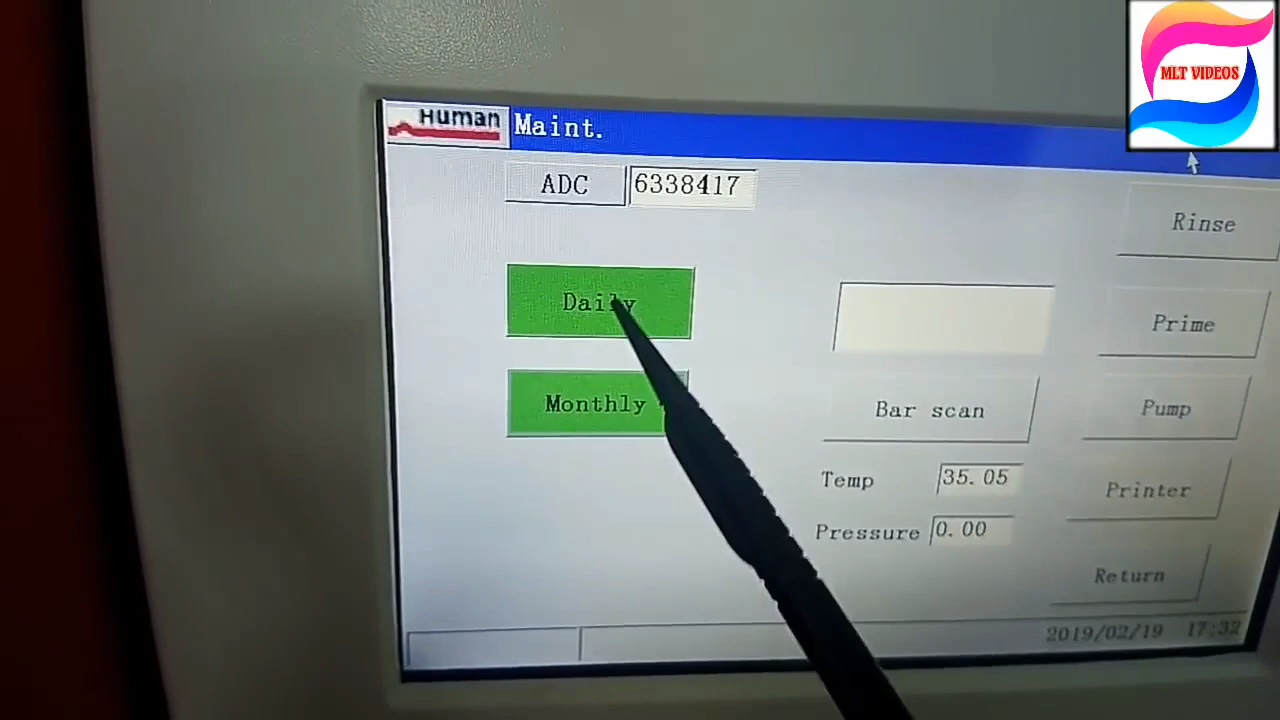 MLT VIDEOS
Human
Maint.
ADC
6338417
Rinse
Daily
Prime
Monthly
Bar scan
Pump
Temp
35.05
Printer
Pressure
0.00
Return
2019/02/19 17:32